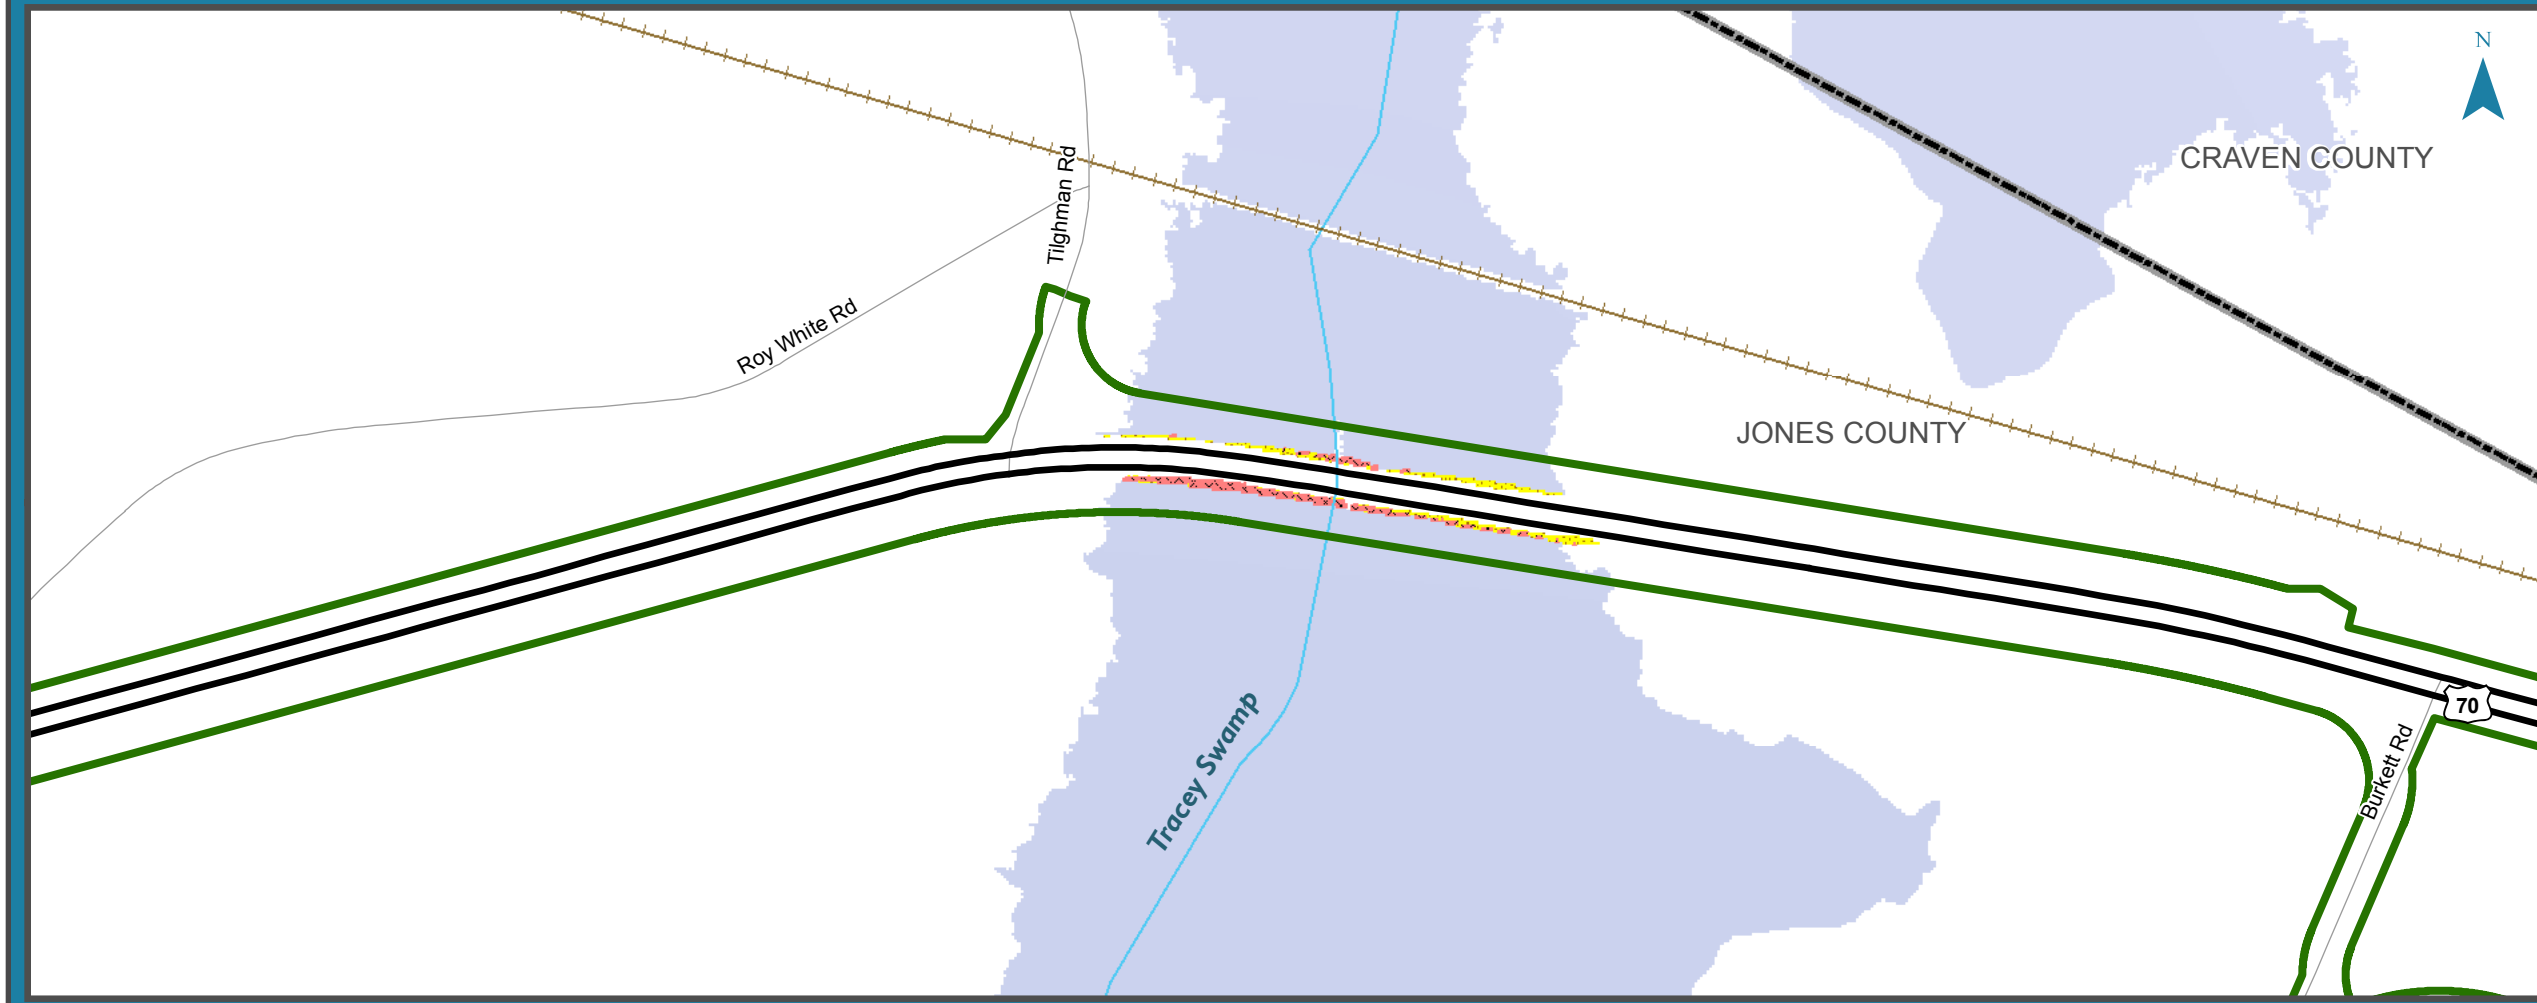 N
CRAVEN COUNTY
Tilghman Rd
Roy White Rd
JONES COUNTY
70
Burkett Rd
Tracey Swamp